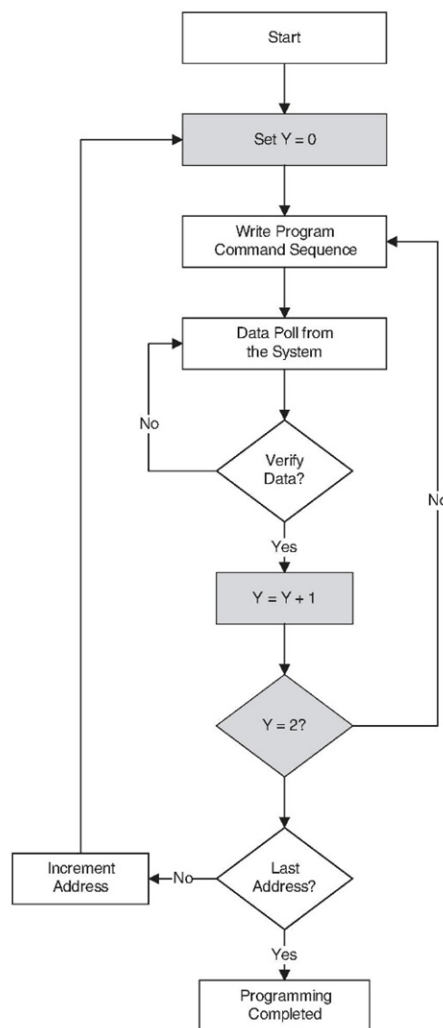 Start
Set Y = 0
Write Program
Command Sequence
Data Poll from
the System
No
Verify
Data?
No
Yes
Y = Y + 1
Y = 2?
Increment
Address
No
Last
Address?
Yes
Programming
Completed